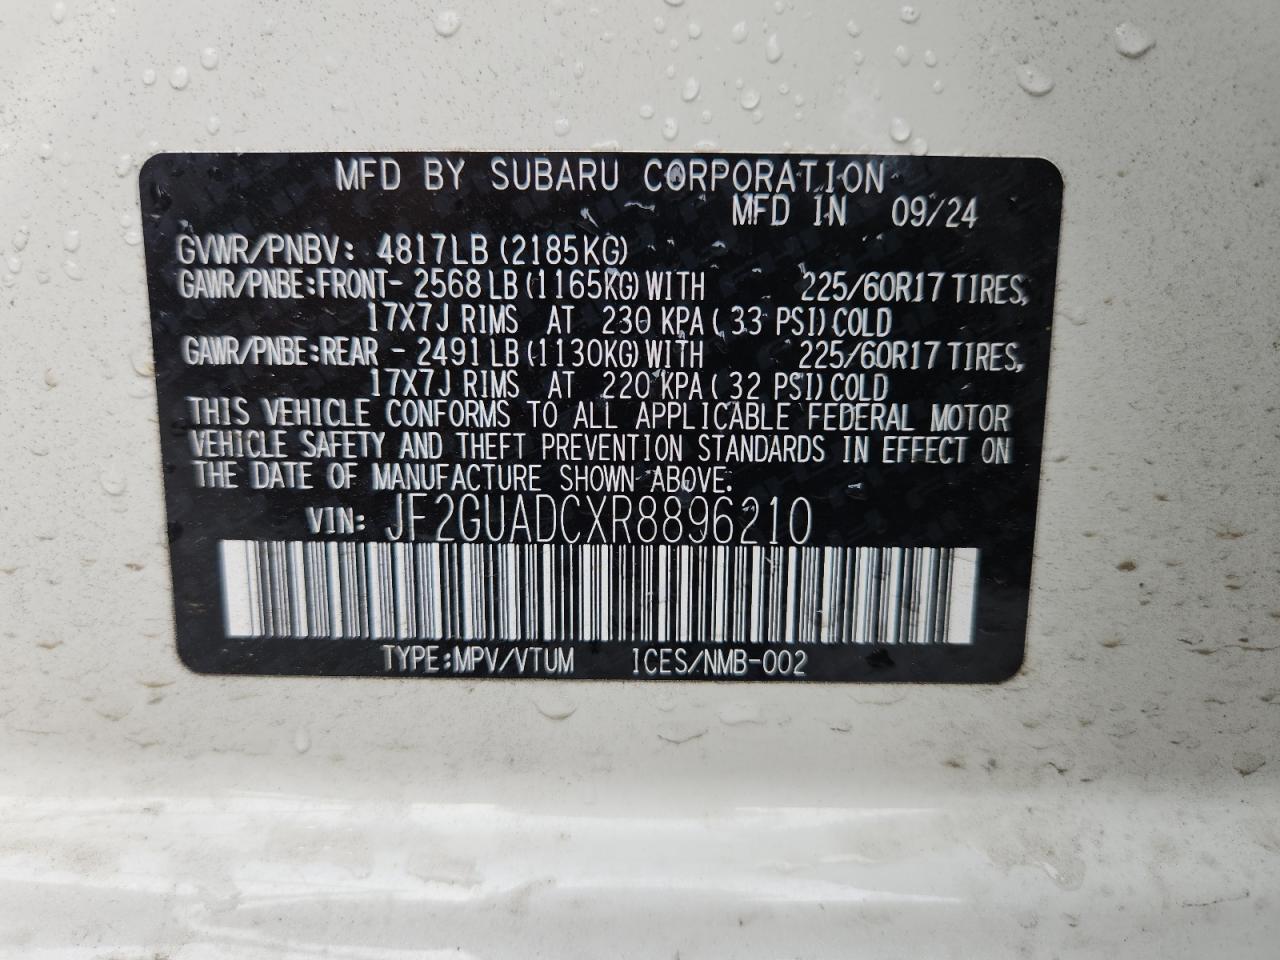 MFD BY SUBARU CORPORATION
MFD IN 09/24
GVWR/PNBV: 4817LB (2185KG)
GAWR/PNBE:FRONT- 2568 LB (1165KG) WITH 225/60R17 TIRES,
17X7J RIMS AT 230 KPA ( 33 PSI) COLD
GAWR/PNBE:REAR - 2491 LB (1130KG) WITH 225/60R17 TIRES,
17X7J RIMS AT 220 KPA ( 32 PSI) COLD
THIS VEHICLE CONFORMS TO ALL APPLICABLE FEDERAL MOTOR
VEHICLE SAFETY AND THEFT PREVENTION STANDARDS IN EFFECT ON
THE DATE OF MANUFACTURE SHOWN ABOVE.
VIN: JF2GUADCXR8896210
TYPE:MPV/VTUM ICES/NMB-002